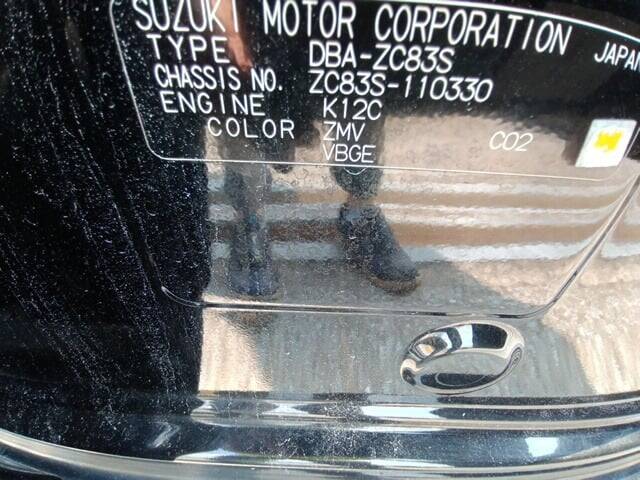 SUZUKI MOTOR CORPORATION JAPAN
TYPE DBA-ZC83S
CHASSIS NO. ZC83S-110330
ENGINE K12C
COLOR ZMV C02
VBGE